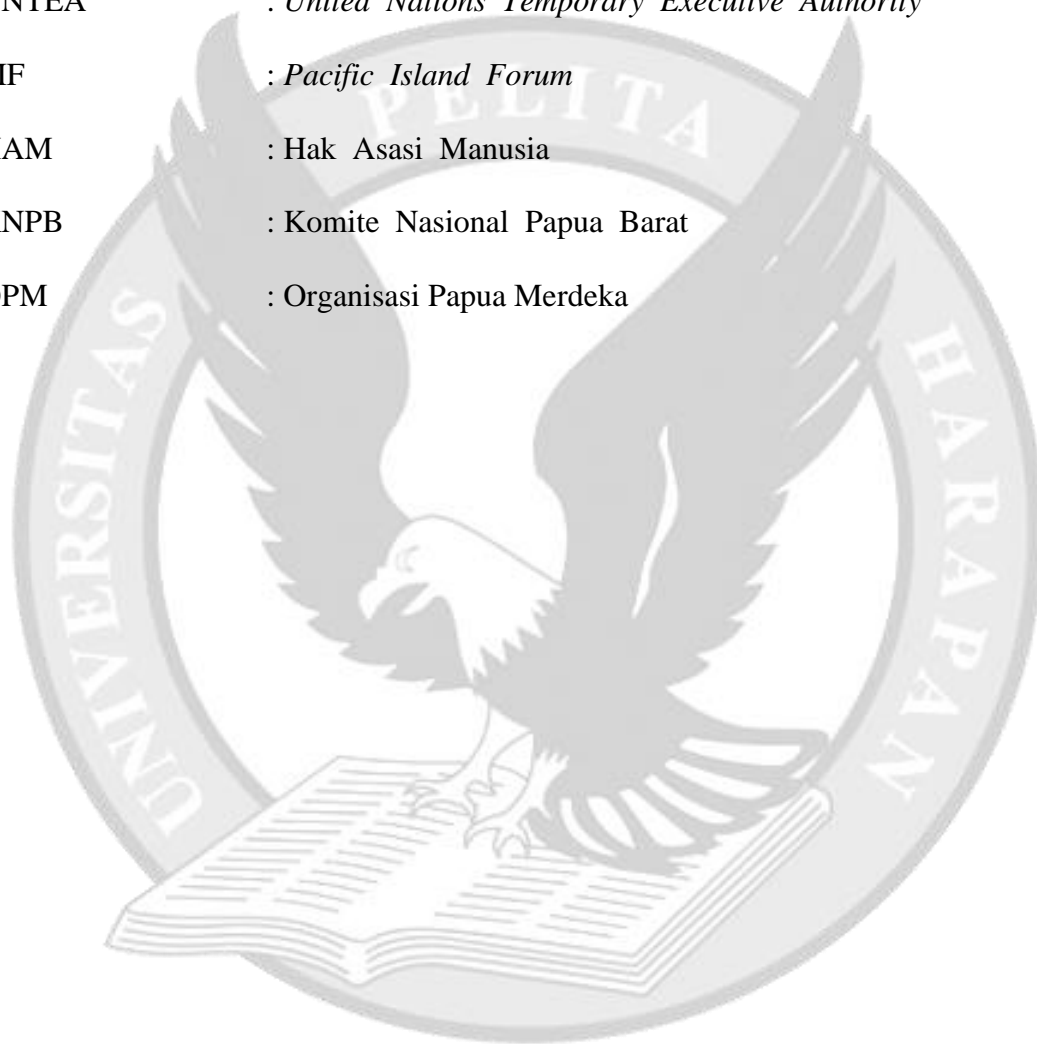 NTEA : United Nations Temporary Executive Authority
IF : Pacific Island Forum
AM : Hak Asasi Manusia
NPB : Komite Nasional Papua Barat
PM : Organisasi Papua Merdeka
UNIVERSITAS PELITA HARAPAN